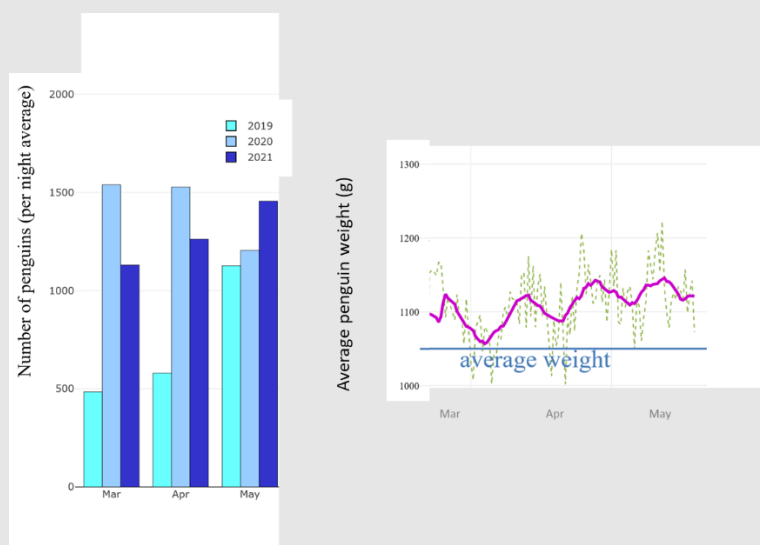 Number of penguins (per night average)
2000
1500
1000
500
0
2019
2020
2021
Mar Apr May
Average penguin weight (g)
1300
1200
1100
1000
average weight
Mar Apr May